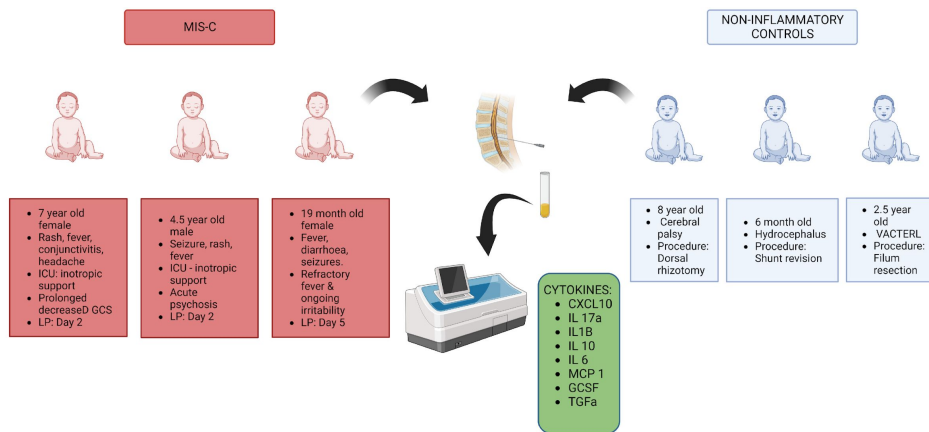 MIS-C
NON-INFLAMMATORY
CONTROLS
• 7 year old
female
• Rash, fever,
conjunctivitis,
headache
• ICU: inotropic
support
• Prolonged
decreaseD GCS
• LP: Day 2
• 4.5 year old
male
• Seizure, rash,
fever
• ICU - inotropic
support
• Acute
psychosis
• LP: Day 2
• 19 month old
female
• Fever,
diarrhoea,
seizures.
• Refractory
fever &
ongoing
irritability
• LP: Day 5
CYTOKINES:
• CXCL10
• IL 17a
• IL1B
• IL 10
• IL 6
• MCP 1
• GCSF
• TGFa
• 8 year old
• Cerebral
palsy
• Procedure:
Dorsal
rhizotomy
• 6 month old
• Hydrocephalus
• Procedure:
Shunt revision
• 2.5 year
old
• VACTERL
• Procedure:
Filum
resection